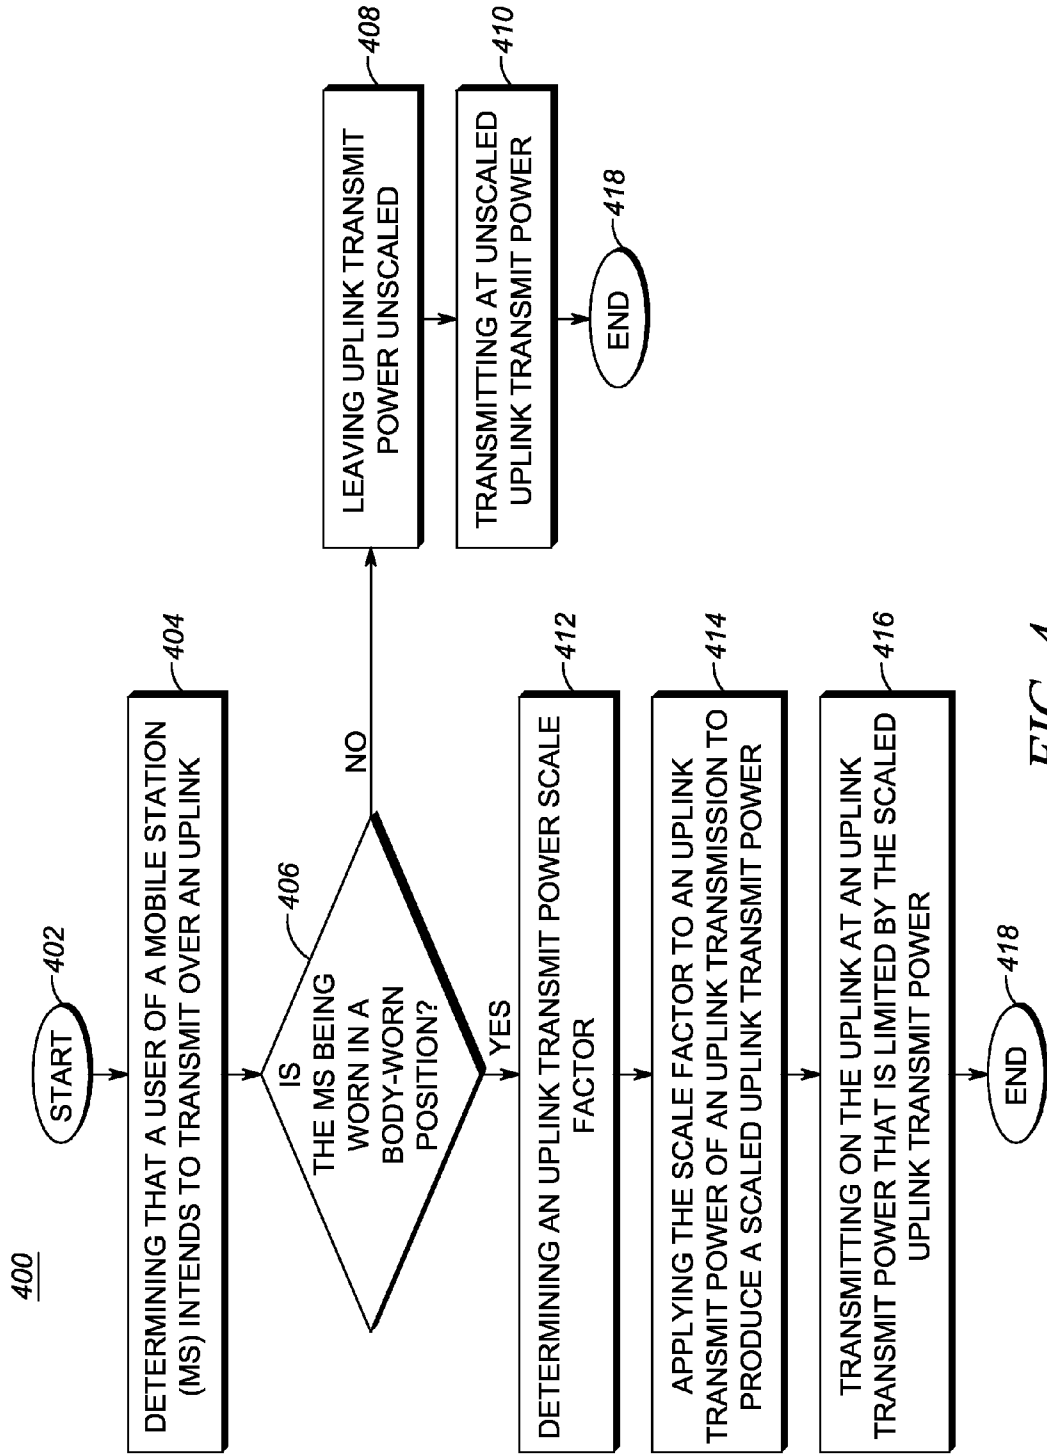 400
START
402
DETERMINING THAT A USER OF A MOBILE STATION
(MS) INTENDS TO TRANSMIT OVER AN UPLINK
404
IS
THE MS BEING
WORN IN A
BODY-WORN
POSITION?
406
NO
LEAVING UPLINK TRANSMIT
POWER UNSCALED
408
TRANSMITTING AT UNSCALED
UPLINK TRANSMIT POWER
410
END
418
YES
DETERMINING AN UPLINK TRANSMIT POWER SCALE
FACTOR
412
APPLYING THE SCALE FACTOR TO AN UPLINK
TRANSMIT POWER OF AN UPLINK TRANSMISSION TO
PRODUCE A SCALED UPLINK TRANSMIT POWER
414
TRANSMITTING ON THE UPLINK AT AN UPLINK
TRANSMIT POWER THAT IS LIMITED BY THE SCALED
UPLINK TRANSMIT POWER
416
END
418
FIG. 4